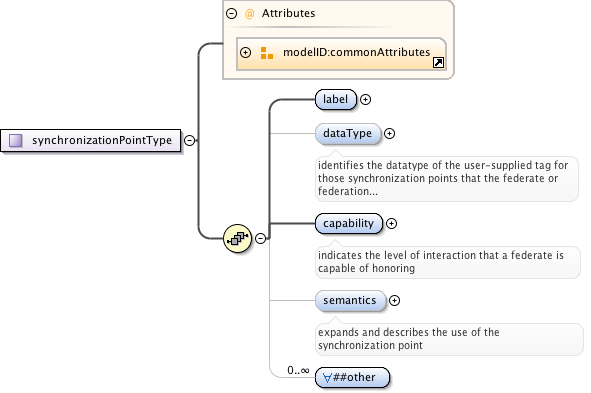 @ Attributes
modelID:commonAttributes
label
synchronizationPointType
dataType
identifies the datatype of the user-supplied tag for
those synchronization points that the federate or
federation...
capability
indicates the level of interaction that a federate is
capable of honoring
semantics
expands and describes the use of the
synchronization point
0..∞
∀##other